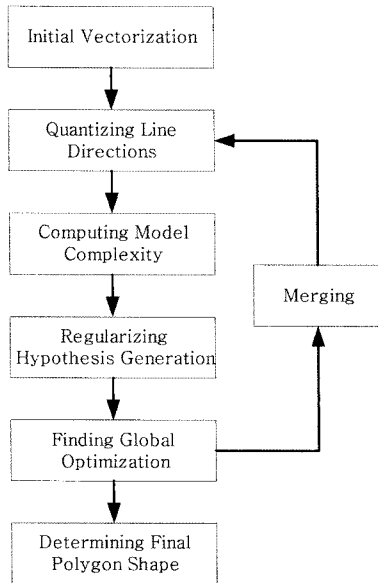 Initial Vectorization
Quantizing Line
Directions
Computing Model
Complexity
Merging
Regularizing
Hypothesis Generation
Finding Global
Optimization
Determining Final
Polygon Shape